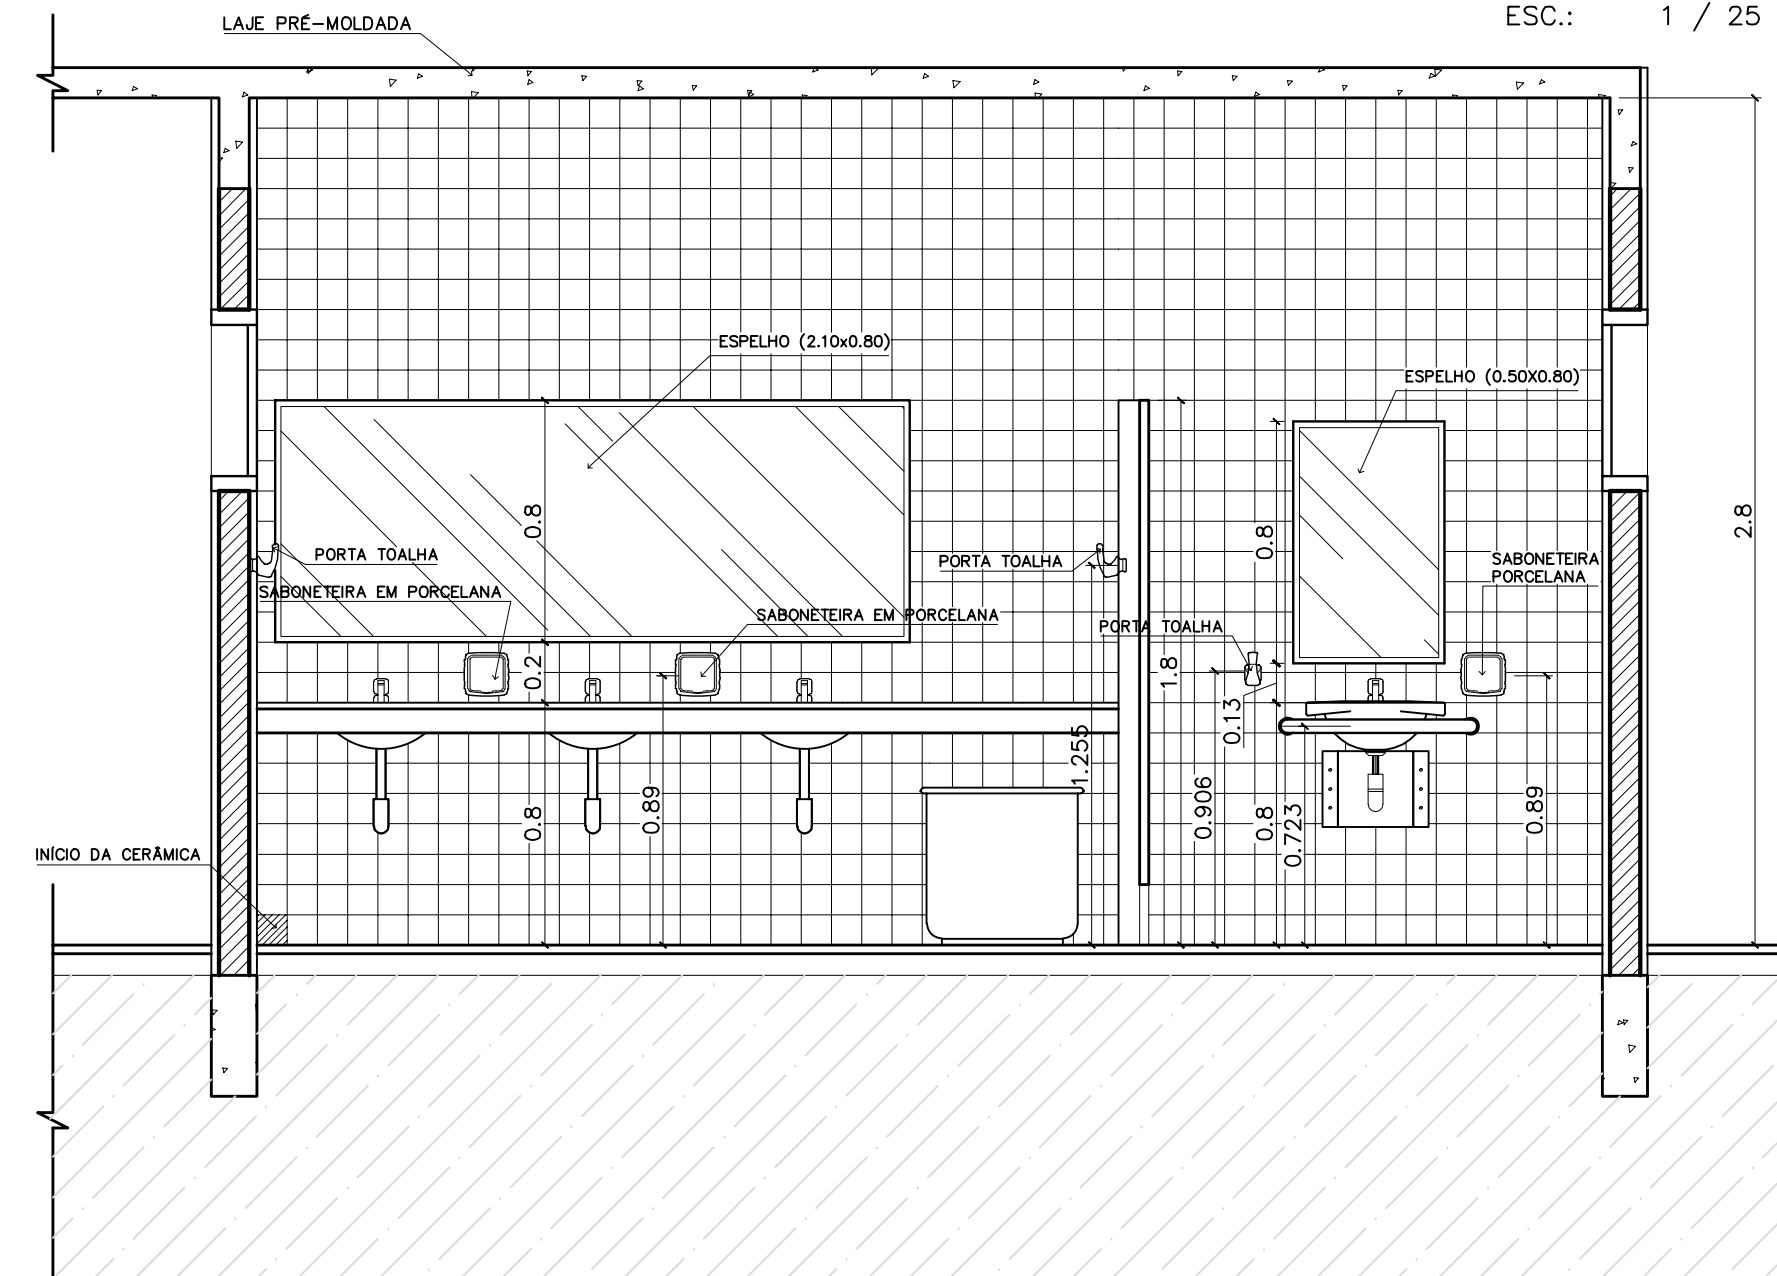 ESC.: 1 / 25
LAJE PRÉ-MOLDADA
ESPELHO (2.10x0.80)
ESPELHO (0.50X0.80)
0.8
0.8
2.8
PORTA TOALHA
PORTA TOALHA
SABONETEIRA
PORCELANA
SABONETEIRA EM PORCELANA
SABONETEIRA EM PORCELANA
PORTA TOALHA
0.2
1.8
0.13
1.255
0.8
0.89
0.906
0.8
0.723
0.89
INÍCIO DA CERÂMICA